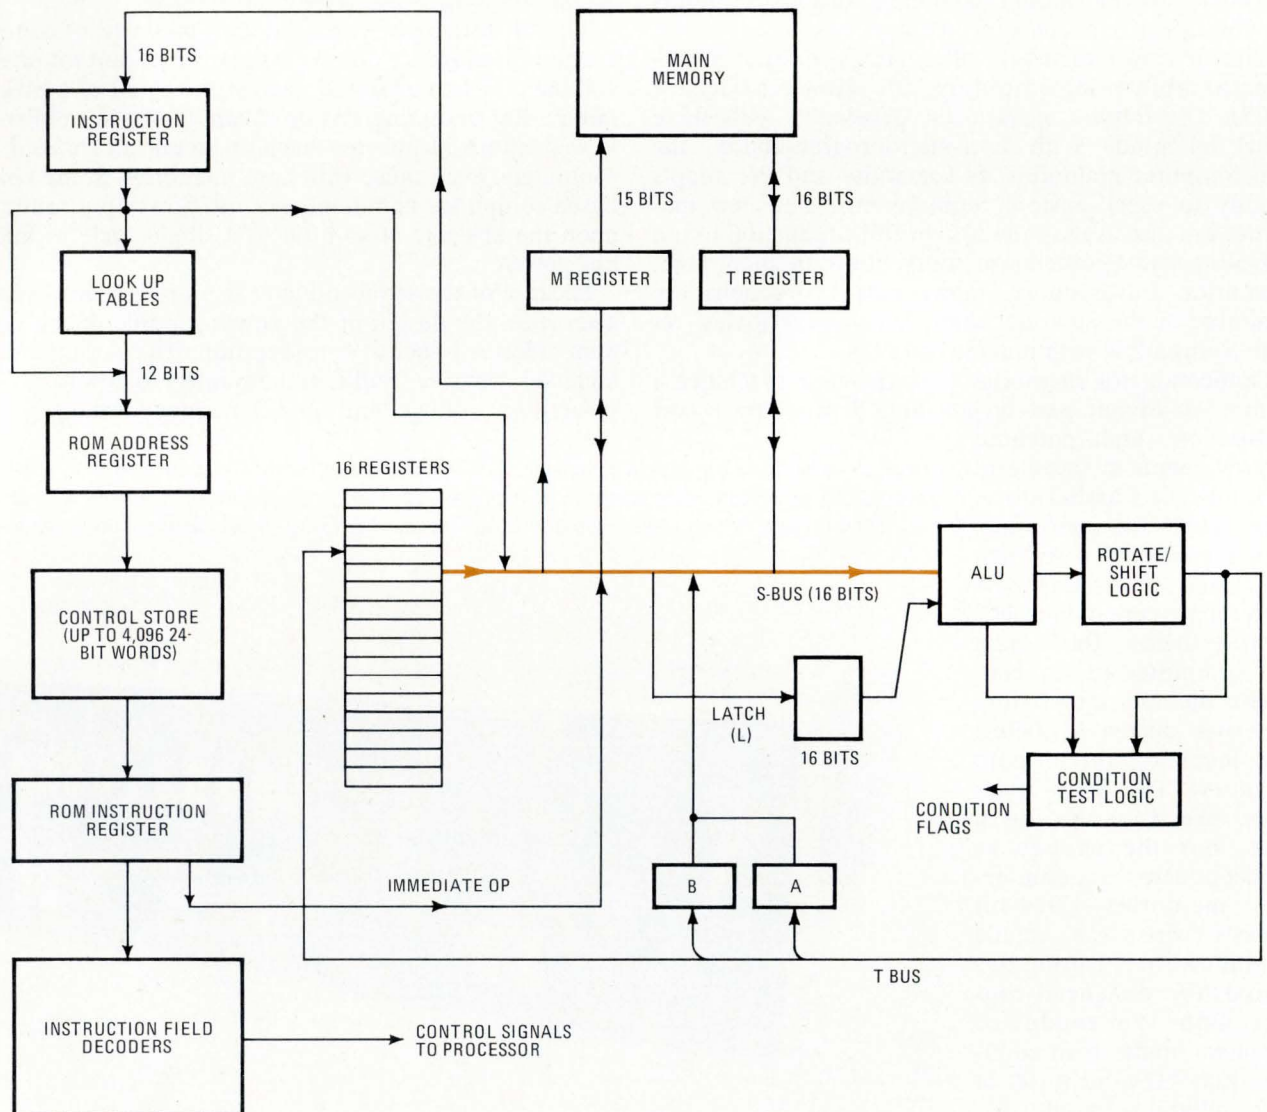 16 BITS
INSTRUCTION
REGISTER
LOOK UP
TABLES
12 BITS
ROM ADDRESS
REGISTER
CONTROL STORE
(UP TO 4,096 24-
BIT WORDS)
ROM INSTRUCTION
REGISTER
IMMEDIATE OP
INSTRUCTION FIELD
DECODERS
CONTROL SIGNALS
TO PROCESSOR
16 REGISTERS
MAIN
MEMORY
15 BITS
16 BITS
M REGISTER
T REGISTER
S-BUS (16 BITS)
ALU
ROTATE/
SHIFT
LOGIC
LATCH
(L)
16 BITS
CONDITION
TEST LOGIC
CONDITION
FLAGS
B
A
T BUS